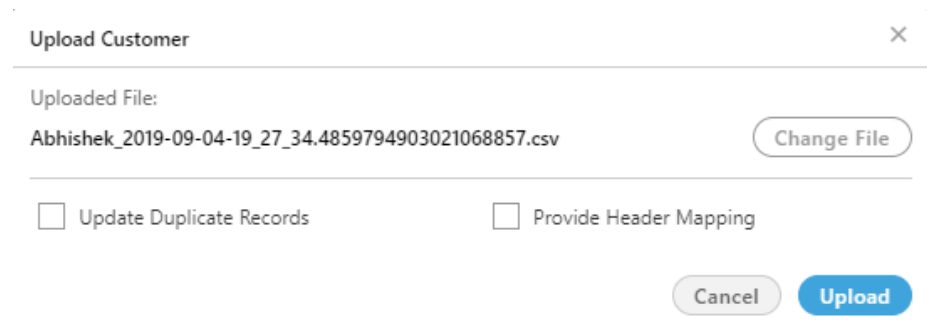 Upload Customer
Uploaded File:
Abhishek_2019-09-04-19_27_34.4859794903021068857.csv
Change File
Update Duplicate Records
Provide Header Mapping
Cancel
Upload